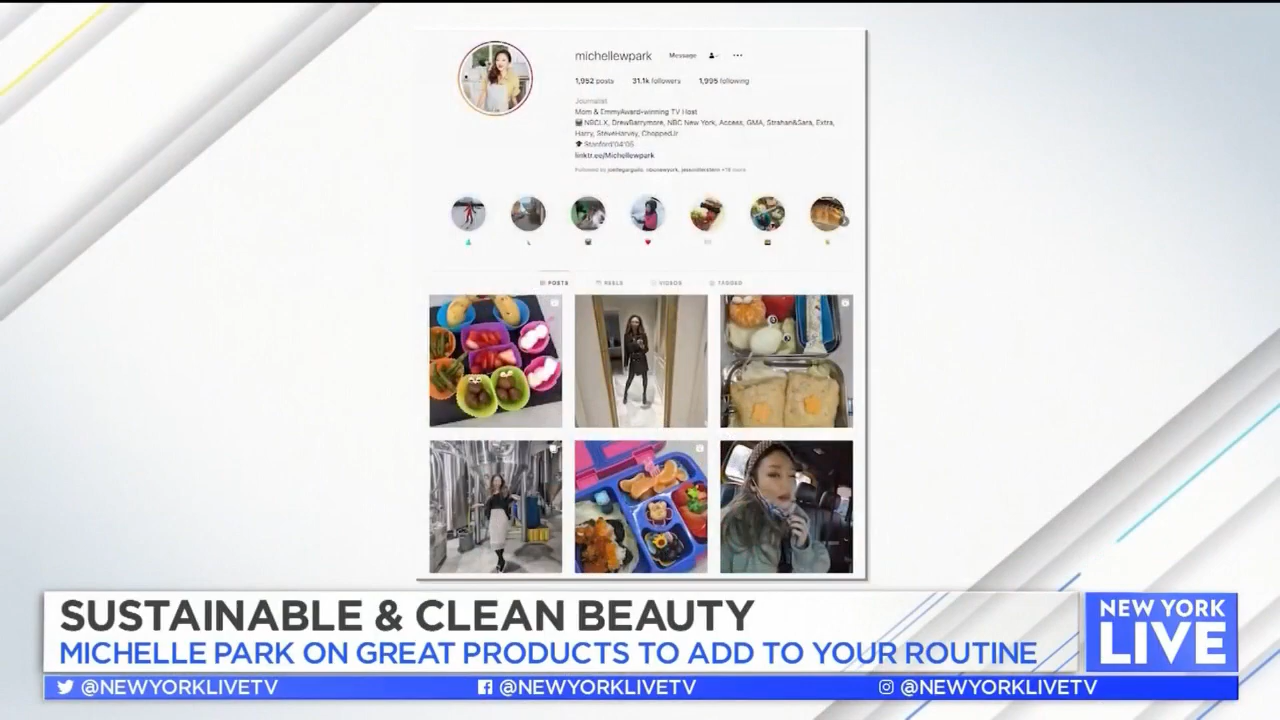 michellewpark Message
1,952 posts 31.1k followers 1,995 following
Journalist
Mom & EmmyAward-winning TV Host
NBCLX, DrewBarrymore, NBC New York, Access, GMA, Strahan&Sara, Extra,
Harry, SteveHarvey, ChoppedJr
Stanford'04'05
linktr.ee/Michellewpark
Followed by
POSTS REELS VIDEOS TAGGED
SUSTAINABLE & CLEAN BEAUTY
MICHELLE PARK ON GREAT PRODUCTS TO ADD TO YOUR ROUTINE
NEW YORK
LIVE
@NEWYORKLIVETV @NEWYORKLIVETV @NEWYORKLIVETV